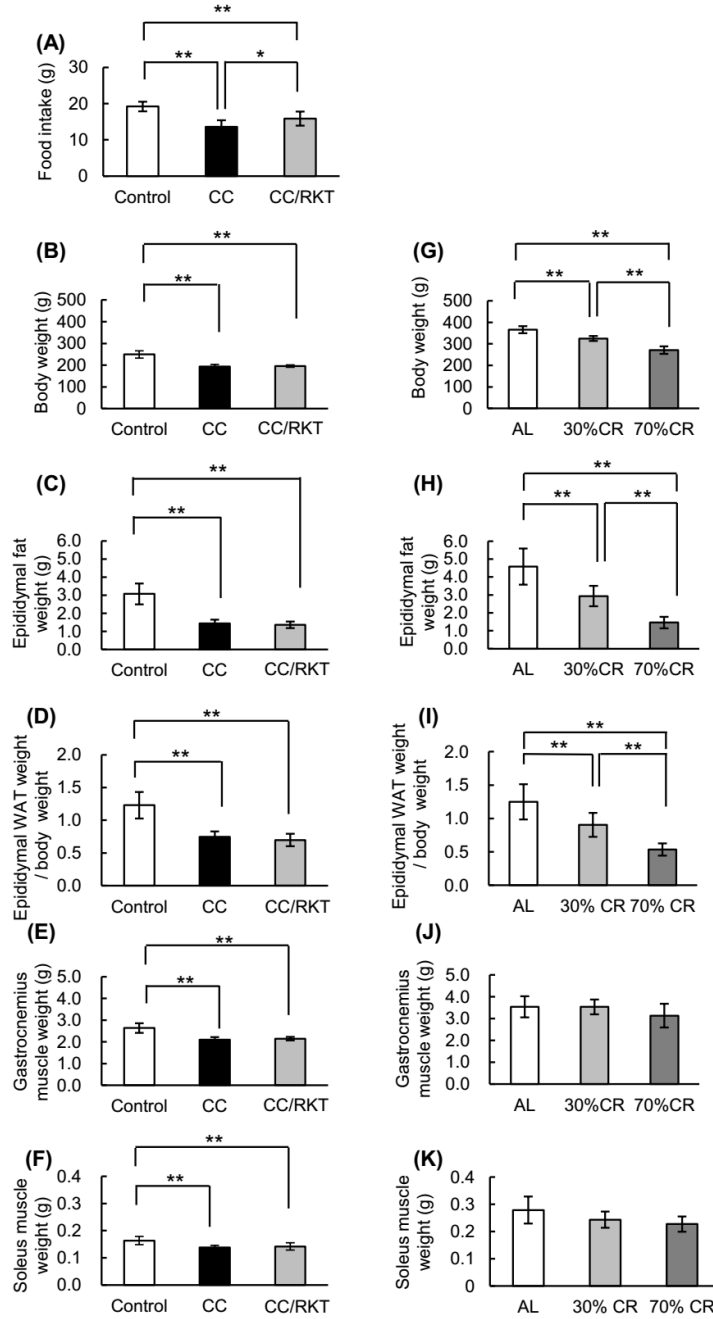 (A)
**
**
*
Food intake (g)
30
20
10
0
Control CC CC/RKT
(B)
**
**
Body weight (g)
500
400
300
200
100
0
Control CC CC/RKT
(C)
**
**
Epididymal fat
weight (g)
6.0
5.0
4.0
3.0
2.0
1.0
0.0
Control CC CC/RKT
(D)
**
**
Epididymal WAT weight
/ body weight
2.0
1.5
1.0
0.5
0.0
Control CC CC/RKT
(E)
**
**
Gastrocnemius
muscle weight (g)
5.0
4.0
3.0
2.0
1.0
0.0
Control CC CC/RKT
(F)
**
**
Soleus muscle
weight (g)
0.4
0.3
0.2
0.1
0.0
Control CC CC/RKT
(G)
**
** **
Body weight (g)
500
400
300
200
100
0
AL 30%CR 70%CR
(H)
**
** **
Epididymal fat
weight (g)
6.0
5.0
4.0
3.0
2.0
1.0
0.0
AL 30%CR 70%CR
(I)
**
** **
Epididymal WAT weight
/ body weight
2.0
1.5
1.0
0.5
0.0
AL 30% CR 70% CR
(J)
Gastrocnemius
muscle weight (g)
5.0
4.0
3.0
2.0
1.0
0.0
AL 30%CR 70%CR
(K)
Soleus muscle
weight (g)
0.4
0.3
0.2
0.1
0
AL 30% CR 70% CR